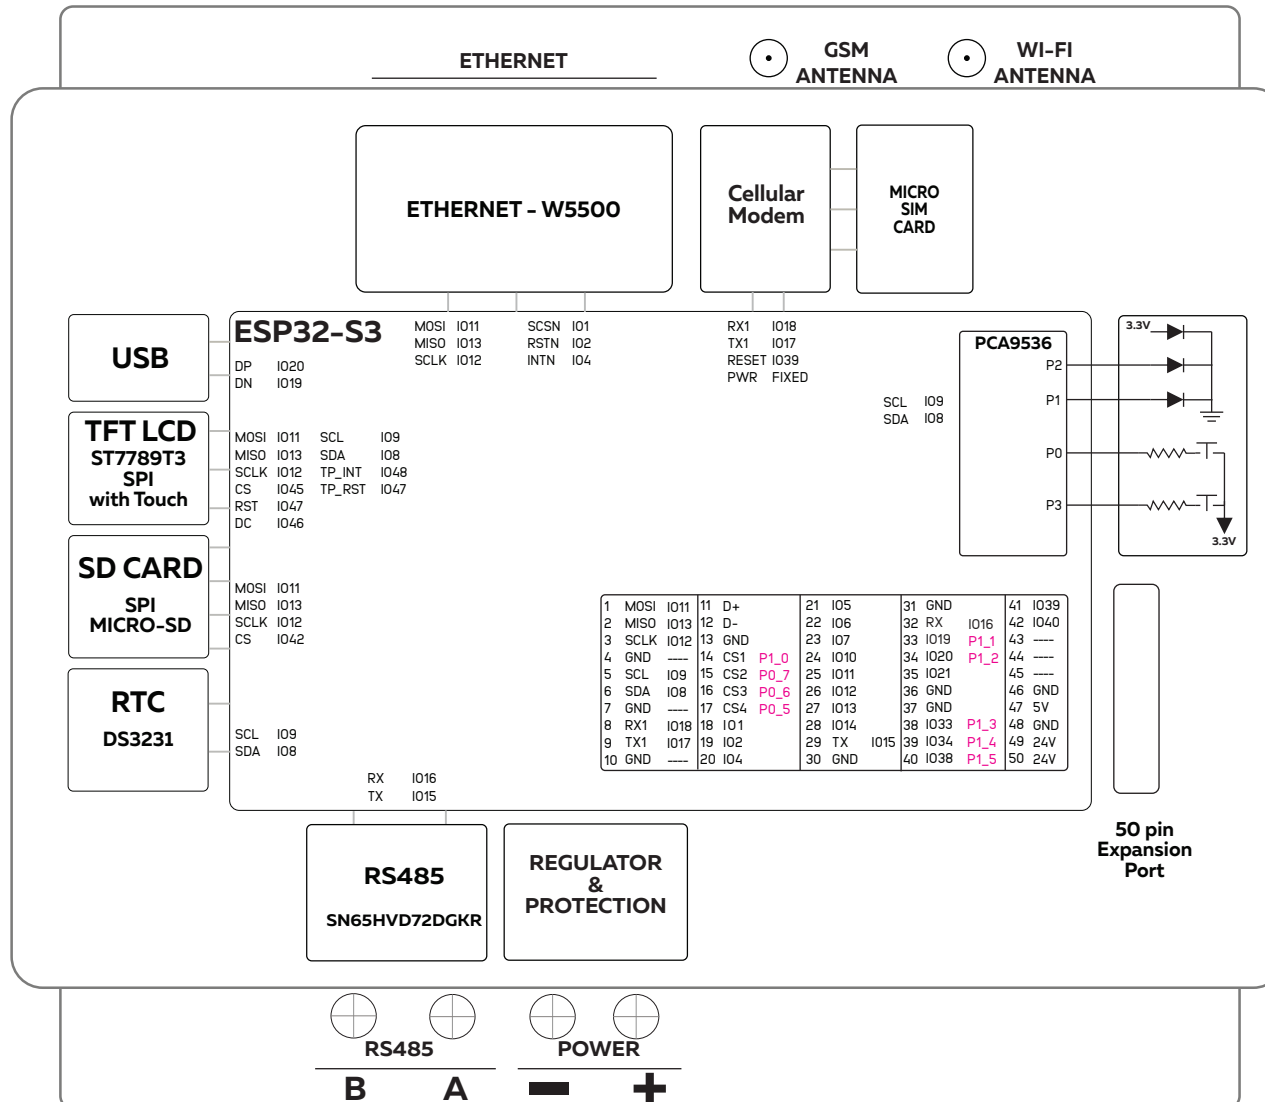 ETHERNET
GSM
ANTENNA
WI-FI
ANTENNA
ETHERNET - W5500
Cellular
Modem
MICRO
SIM
CARD
ESP32-S3
MOSI IO11 SCSN IO1
MISO IO13 RSTN IO2
SCLK IO12 INTN IO4
RX1 IO18
TX1 IO17
RESET IO39
PWR FIXED
USB
DP IO20
DN IO19
PCA9536
P2
P1
P0
P3
SCL IO9
SDA IO8
3.3V
3.3V
TFT LCD
ST7789T3
SPI
with Touch
MOSI IO11 SCL IO9
MISO IO13 SDA IO8
SCLK IO12 TP_INT IO48
CS IO45 TP_RST IO47
RST IO47
DC IO46
SD CARD
SPI
MICRO-SD
MOSI IO11
MISO IO13
SCLK IO12
CS IO42
RTC
DS3231
SCL IO9
SDA IO8
1 MOSI IO11 11 D+ 21 IO5 31 GND 41 IO39
2 MISO IO13 12 D- 22 IO6 32 RX IO16 42 IO40
3 SCLK IO12 13 GND 23 IO7 33 IO19 P1_1 43 ----
4 GND ---- 14 CS1 P1_0 24 IO10 34 IO20 P1_2 44 ----
5 SCL IO9 15 CS2 P0_7 25 IO11 35 IO21 45 ----
6 SDA IO8 16 CS3 P0_6 26 IO12 36 GND 46 GND
7 GND ---- 17 CS4 P0_5 27 IO13 37 GND 47 5V
8 RX1 IO18 18 IO1 28 IO14 38 IO33 P1_3 48 GND
9 TX1 IO17 19 IO2 29 TX IO15 39 IO34 P1_4 49 24V
10 GND ---- 20 IO4 30 GND 40 IO38 P1_5 50 24V
RX IO16
TX IO15
RS485
SN65HVD72DGKR
REGULATOR
&
PROTECTION
50 pin
Expansion
Port
RS485
POWER
B A